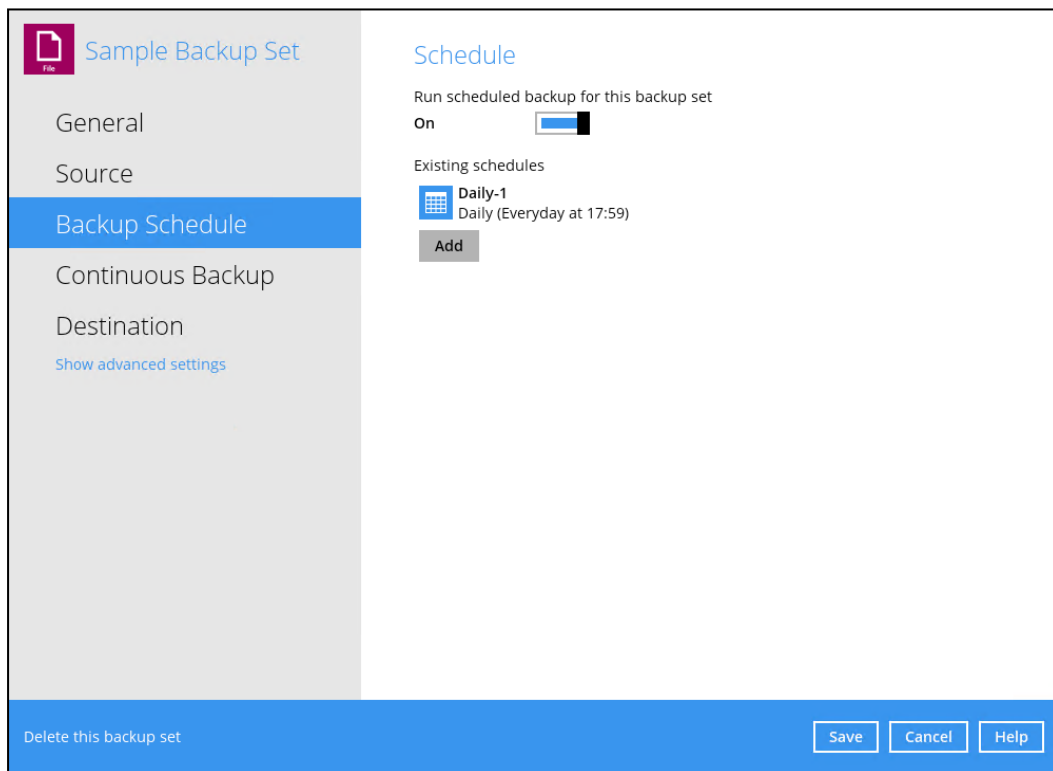 File
Sample Backup Set
General
Source
Backup Schedule
Continuous Backup
Destination
Show advanced settings
Schedule
Run scheduled backup for this backup set
On
Existing schedules
Daily-1
Daily (Everyday at 17:59)
Add
Delete this backup set
Save
Cancel
Help